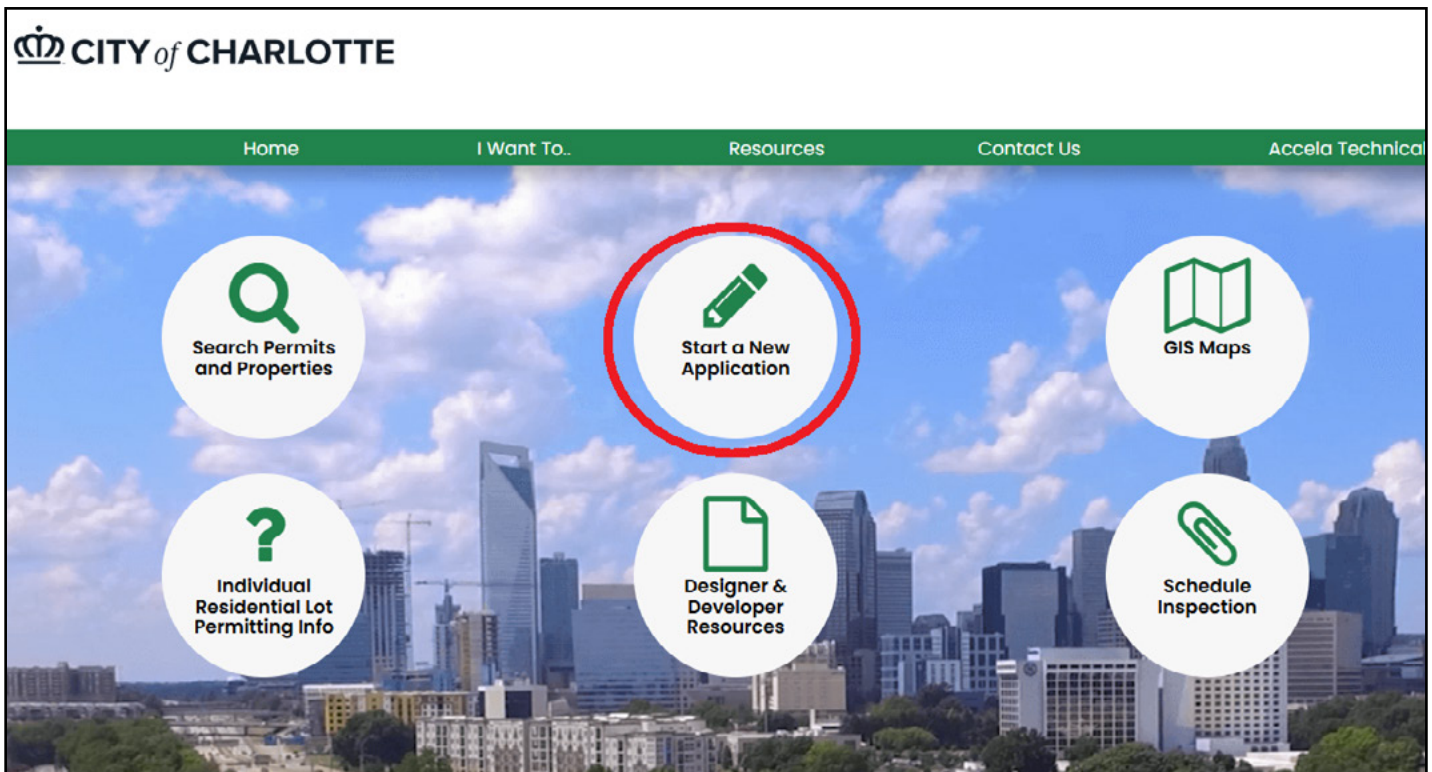 CITY of CHARLOTTE
Home I Want To.. Resources Contact Us Accela Technical
Search Permits
and Properties
Start a New
Application
GIS Maps
Individual
Residential Lot
Permitting Info
Designer &
Developer
Resources
Schedule
Inspection